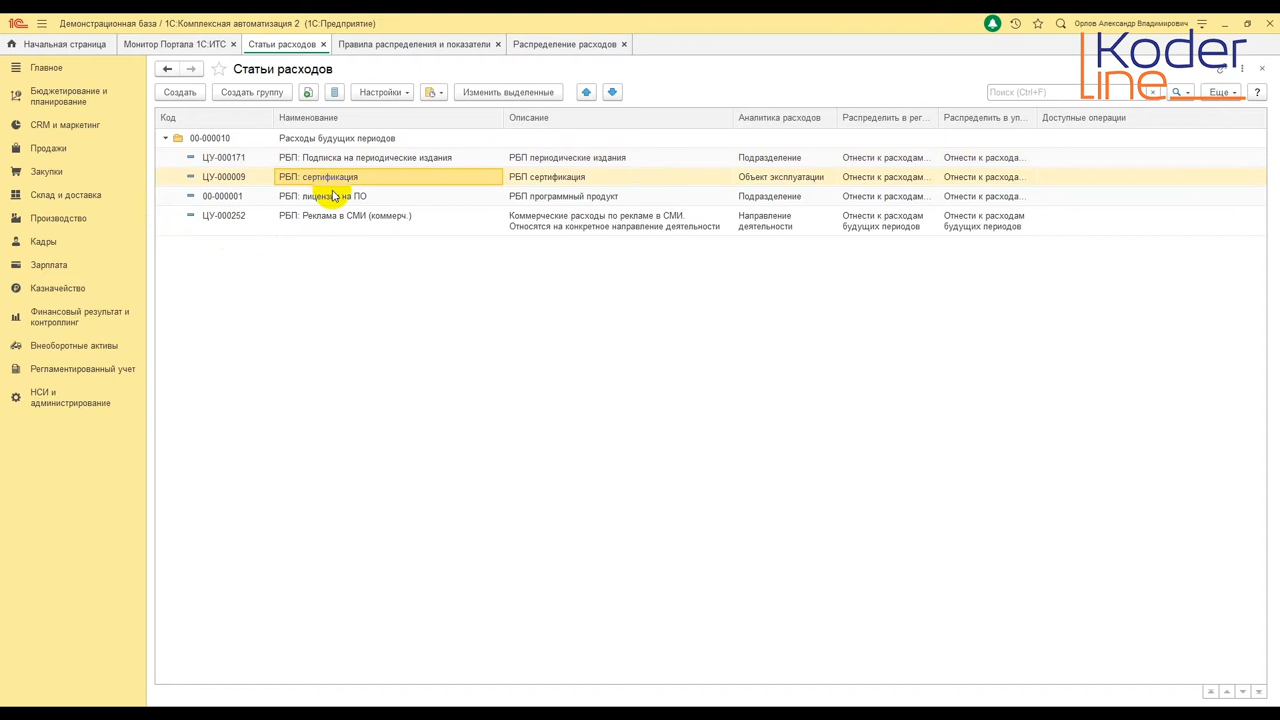 Демонстрационная база / 1С:Комплексная автоматизация 2 (1С:Предприятие)
Орлов Александр Владимирович
Начальная страница
Монитор Портала 1С:ИТС ×
Статьи расходов ×
Правила распределения и показатели ×
Распределение расходов ×
Koder
line
Главное
Бюджетирование и
планирование
CRM и маркетинг
Продажи
Закупки
Склад и доставка
Производство
Кадры
Зарплата
Казначейство
Финансовый результат и
контроллинг
Внеоборотные активы
Регламентированный учет
НСИ и
администрирование
Статьи расходов
Создать
Создать группу
Настройки
Изменить выделенные
Поиск (Ctrl+F)
Еще
?
Код Наименование Описание Аналитика расходов Распределить в рег... Распределить в уп... Доступные операции
00-000010 Расходы будущих периодов
ЦУ-000171 РБП: Подписка на периодические издания РБП периодические издания Подразделение Отнести к расходам... Отнести к расхода...
ЦУ-000009 РБП: сертификация РБП сертификация Объект эксплуатации Отнести к расходам... Отнести к расхода...
00-000001 РБП: лицензия на ПО РБП программный продукт Подразделение Отнести к расходам... Отнести к расхода...
ЦУ-000252 РБП: Реклама в СМИ (коммерч.) Коммерческие расходы по рекламе в СМИ. Направление Отнести к расходам Отнести к расходам
Относятся на конкретное направление деятельности деятельности будущих периодов будущих периодов